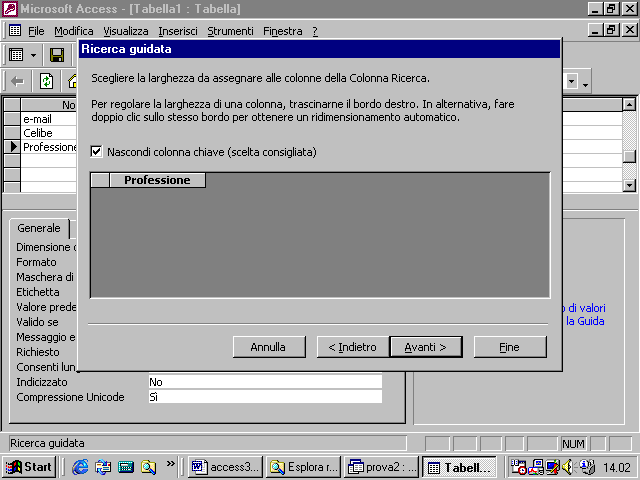 Microsoft Access - [Tabella1 : Tabella]
File Modifica Visualizza Inserisci Strumenti Finestra ?
Ricerca guidata
Scegliere la larghezza da assegnare alle colonne della Colonna Ricerca.
Per regolare la larghezza di una colonna, trascinarne il bordo destro. In alternativa, fare
doppio clic sullo stesso bordo per ottenere un ridimensionamento automatico.
Nascondi colonna chiave (scelta consigliata)
Professione
No
e-mail
Celibe
Professione
Generale
Dimensione
Formato
Maschera di
Etichetta
Valore prede
Valido se
Messaggio e
Richiesto
Consenti lun
Indicizzato No
Compressione Unicode Sì
di valori
la Guida
Annulla < Indietro Avanti > Fine
Ricerca guidata NUM
Start » access3... Esplora r... prova2 : ... Tabell... 14.02